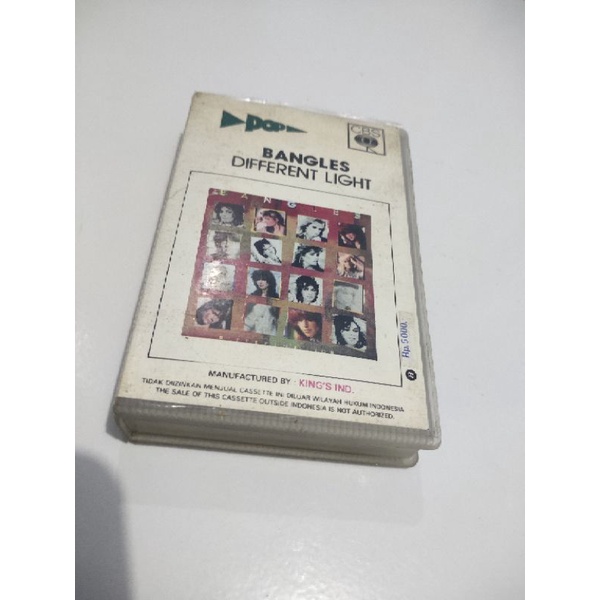 POP
CBS
BANGLES
DIFFERENT LIGHT
BANGLES
Rp. 5000,
MANUFACTURED BY : KING'S IND.
TIDAK DIIZINKAN MENJUAL CASSETTE INI DILUAR WILAYAH HUKUM INDONESIA
THE SALE OF THIS CASSETTE OUTSIDE INDONESIA IS NOT AUTHORIZED.